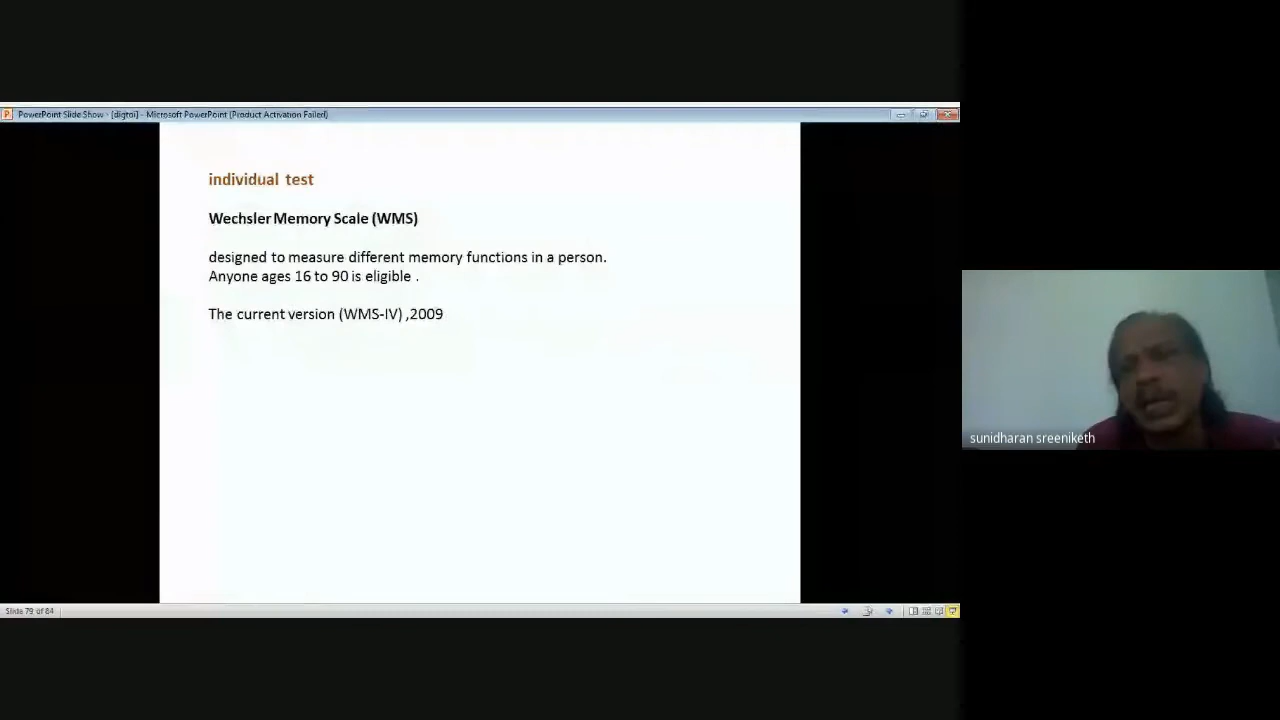 PowerPoint Slide Show - [digtoi] - Microsoft PowerPoint (Product Activation Failed)
individual test
Wechsler Memory Scale (WMS)
designed to measure different memory functions in a person.
Anyone ages 16 to 90 is eligible .
The current version (WMS-IV) ,2009
sunidharan sreeniketh
Slide 79 of 84